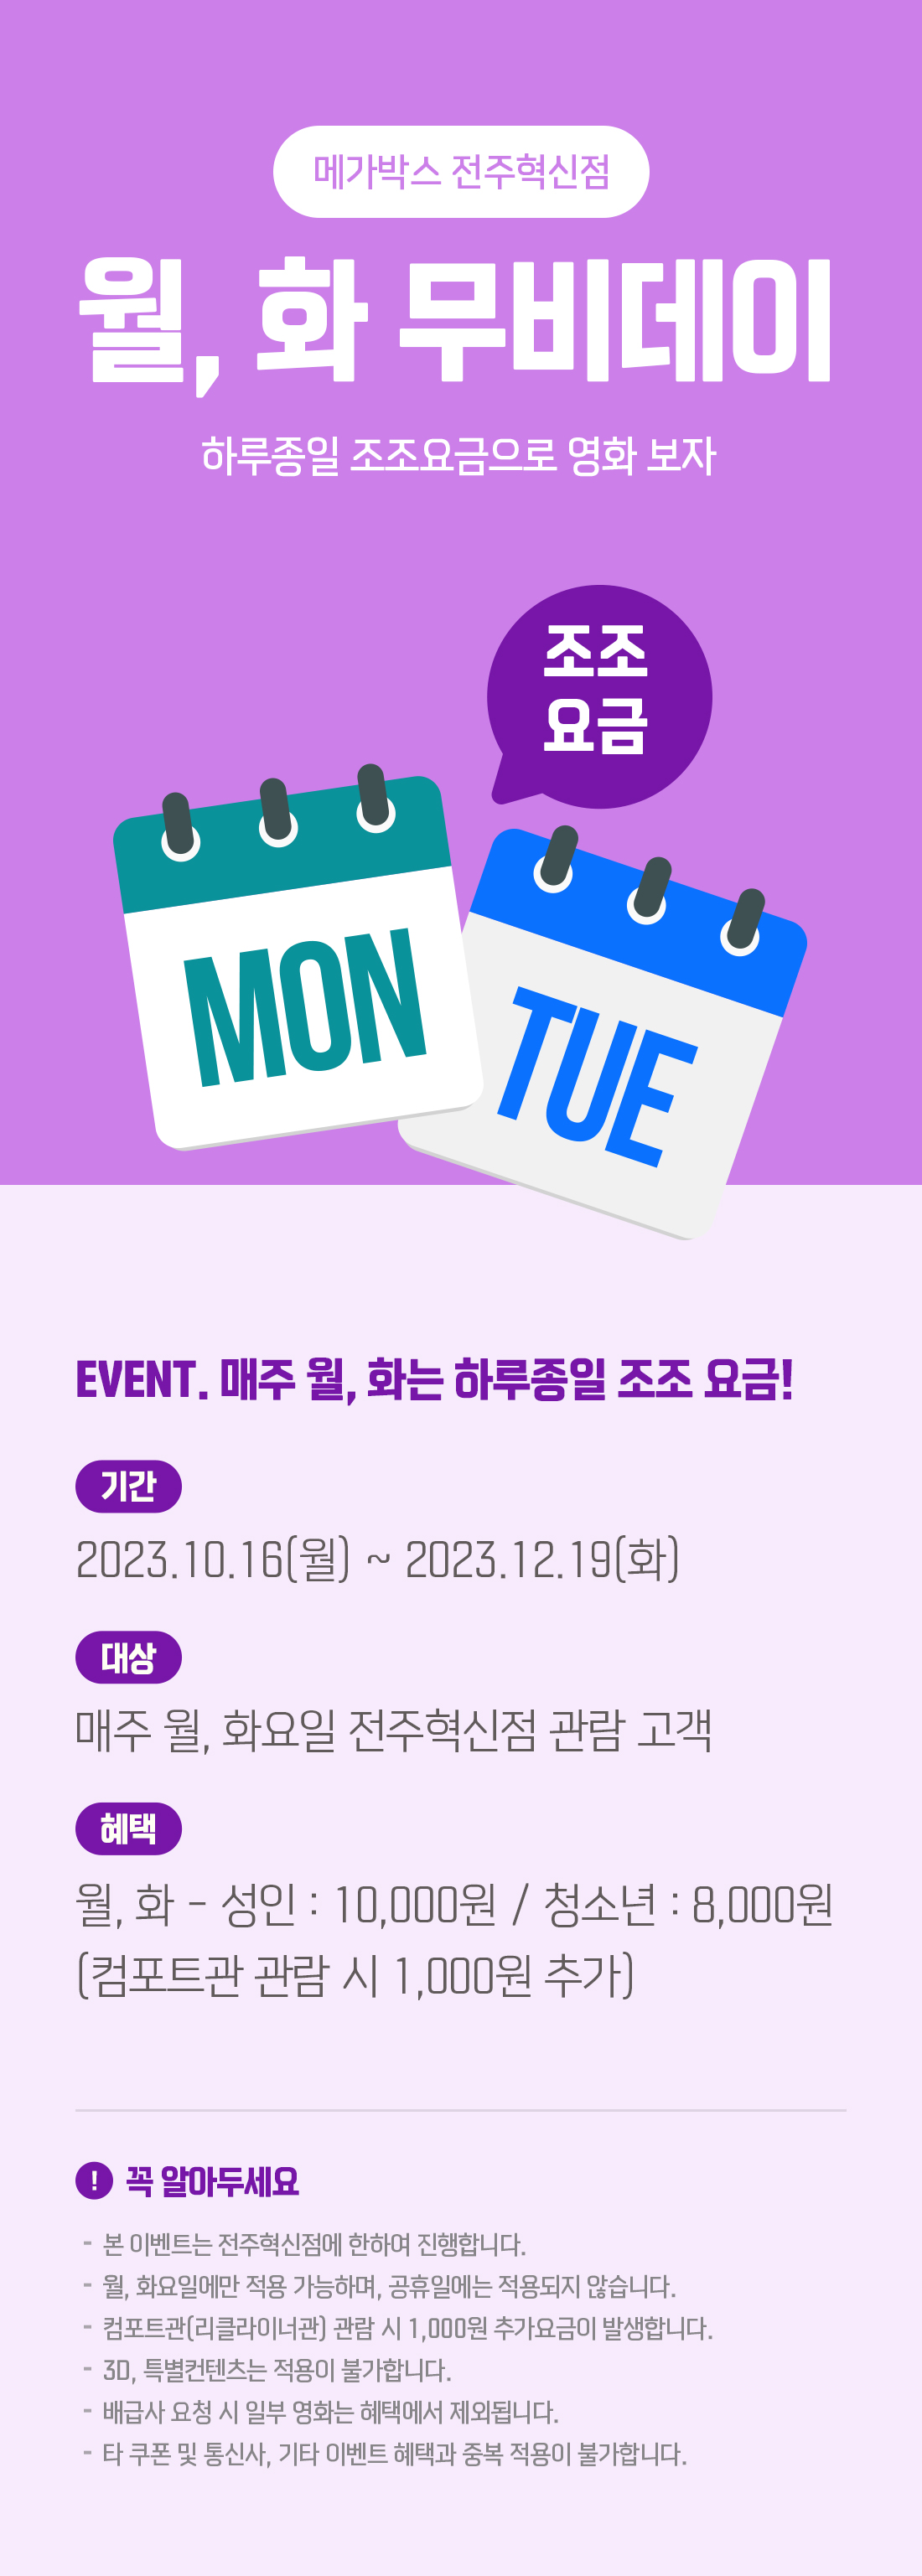 메가박스 전주혁신점
월, 화 무비데이
하루종일 조조요금으로 영화 보자
조조
요금
MON
TUE
EVENT. 매주 월, 화는 하루종일 조조 요금!
기간
2023.10.16(월) ~ 2023.12.19(화)
대상
매주 월, 화요일 전주혁신점 관람 고객
혜택
월, 화 - 성인 : 10,000원 / 청소년 : 8,000원
(컴포트관 관람 시 1,000원 추가)
! 꼭 알아두세요
- 본 이벤트는 전주혁신점에 한하여 진행합니다.
- 월, 화요일에만 적용 가능하며, 공휴일에는 적용되지 않습니다.
- 컴포트관(리클라이너관) 관람 시 1,000원 추가요금이 발생합니다.
- 3D, 특별컨텐츠는 적용이 불가합니다.
- 배급사 요청 시 일부 영화는 혜택에서 제외됩니다.
- 타 쿠폰 및 통신사, 기타 이벤트 혜택과 중복 적용이 불가합니다.